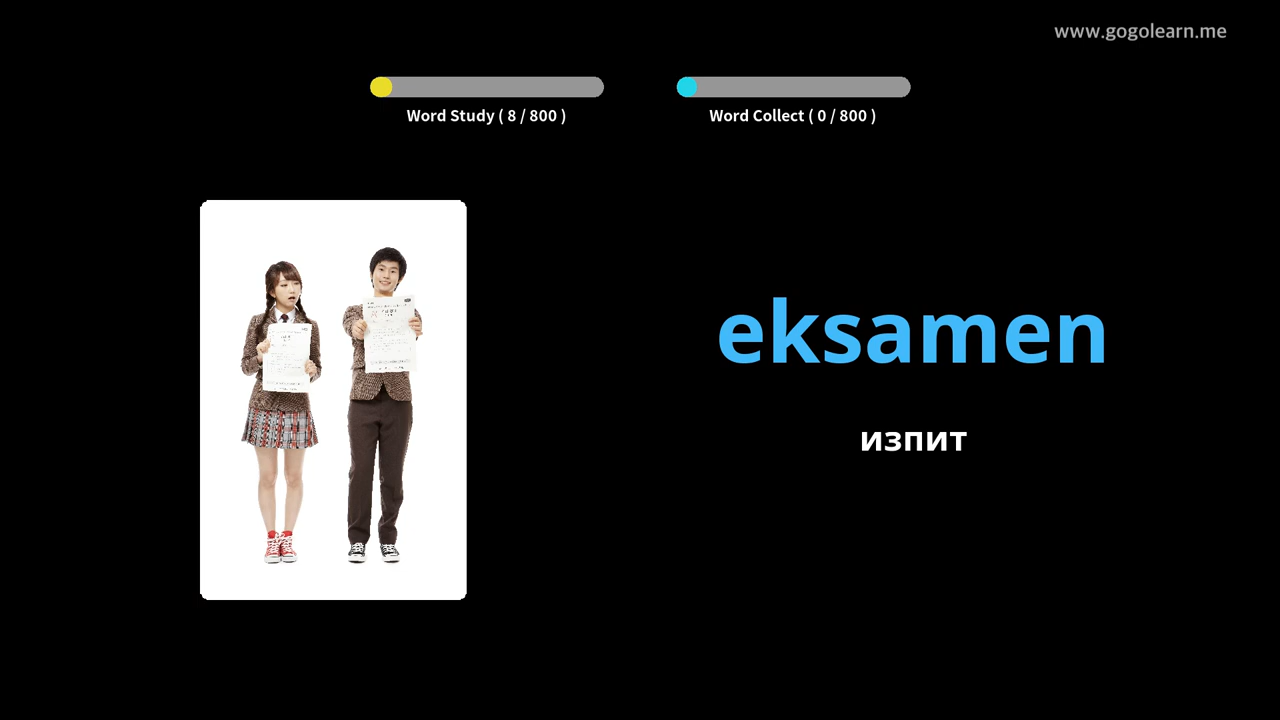 www.gogolearn.me
Word Study ( 8 / 800 )
Word Collect ( 0 / 800 )
eksamen
изпит